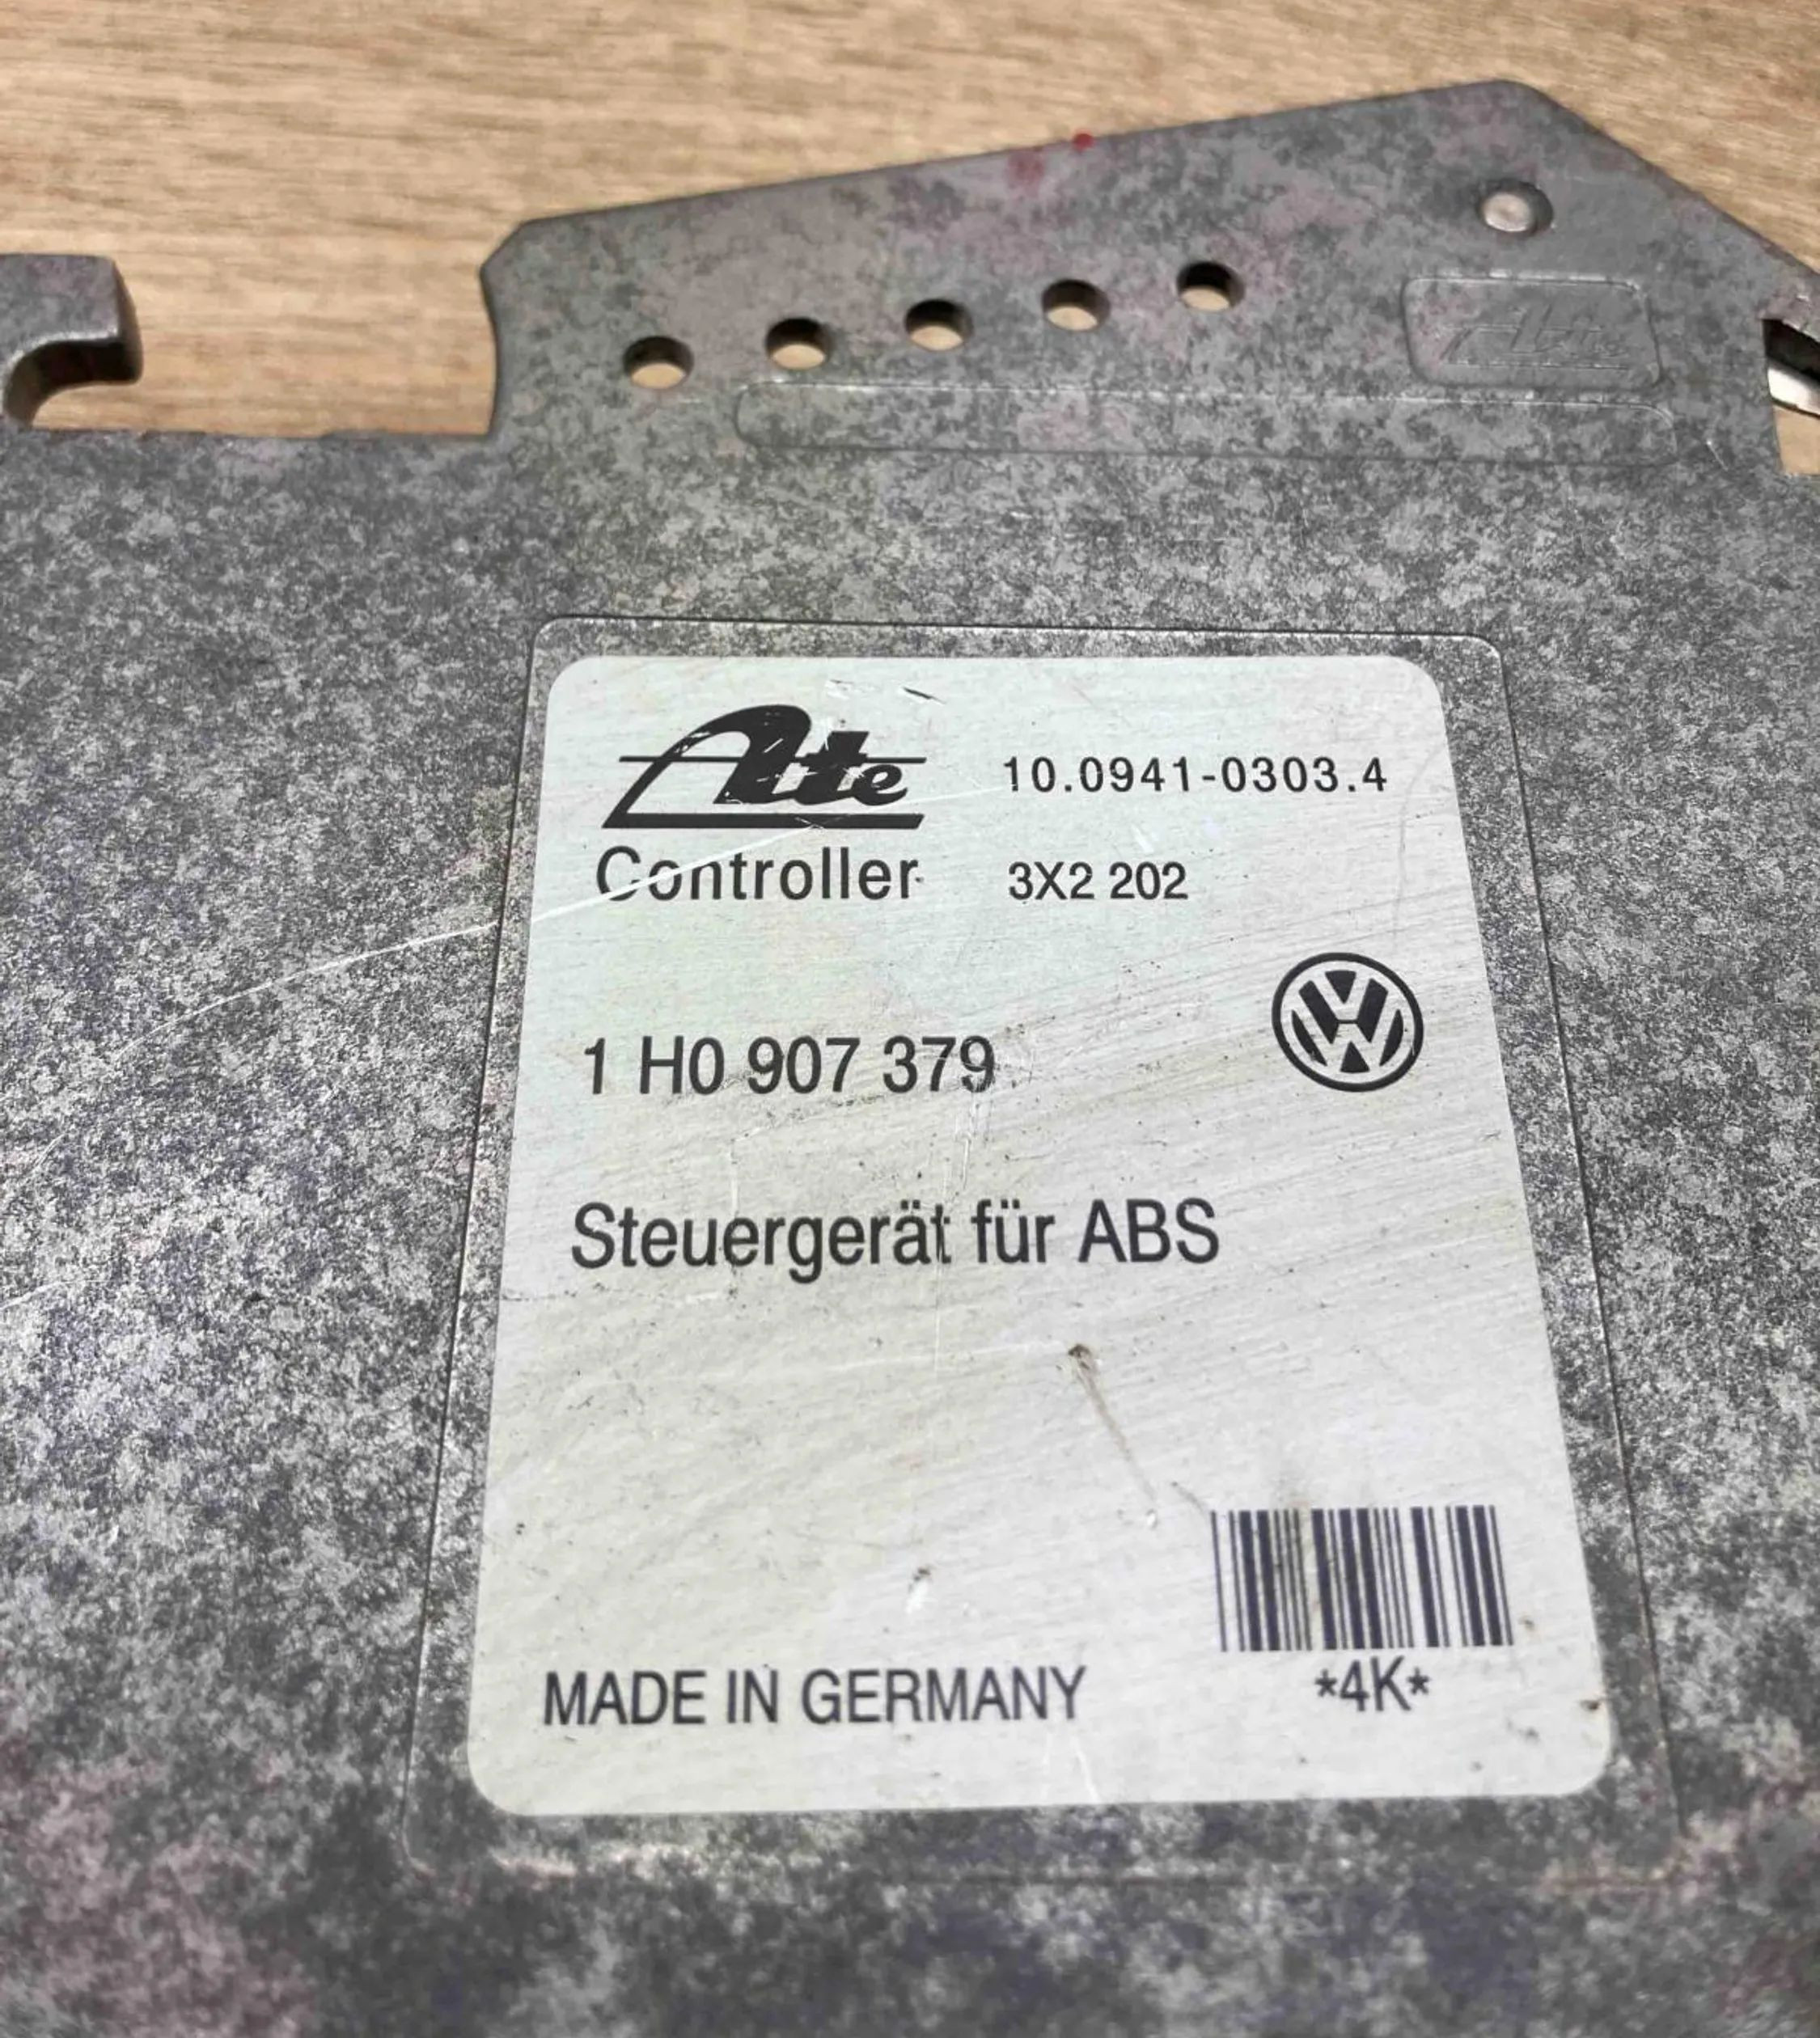 Ate
Ate 10.0941-0303.4
Controller 3X2 202
1 H0 907 379
Steuergerät für ABS
MADE IN GERMANY *4K*